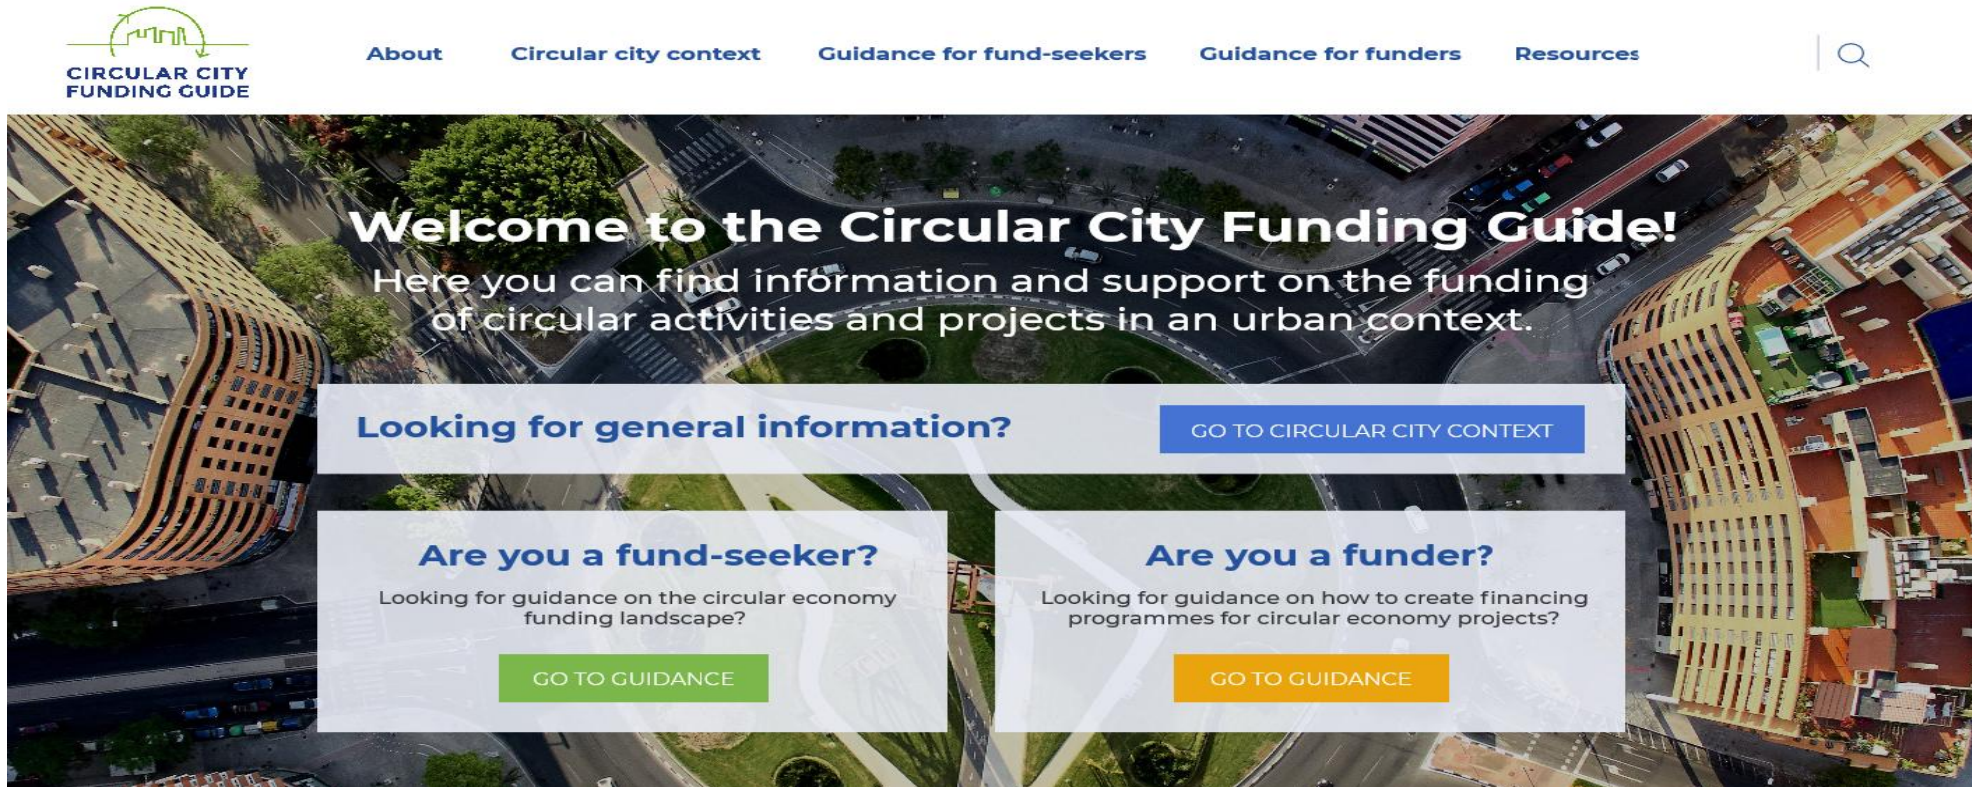 CIRCULAR CITY
FUNDING GUIDE
About
Circular city context
Guidance for fund-seekers
Guidance for funders
Resources
Welcome to the Circular City Funding Guide!
Here you can find information and support on the funding
of circular activities and projects in an urban context.
Looking for general information?
GO TO CIRCULAR CITY CONTEXT
Are you a fund-seeker?
Looking for guidance on the circular economy
funding landscape?
GO TO GUIDANCE
Are you a funder?
Looking for guidance on how to create financing
programmes for circular economy projects?
GO TO GUIDANCE